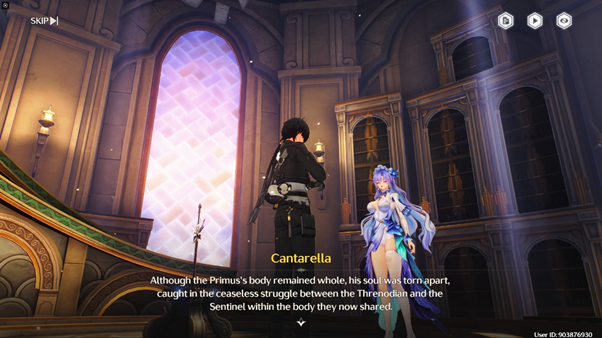 SKIP
Cantarella
Although the Primus's body remained whole, his soul was torn apart,
caught in the ceaseless struggle between the Threnodian and the
Sentinel within the body they now shared.
User ID: 903876930